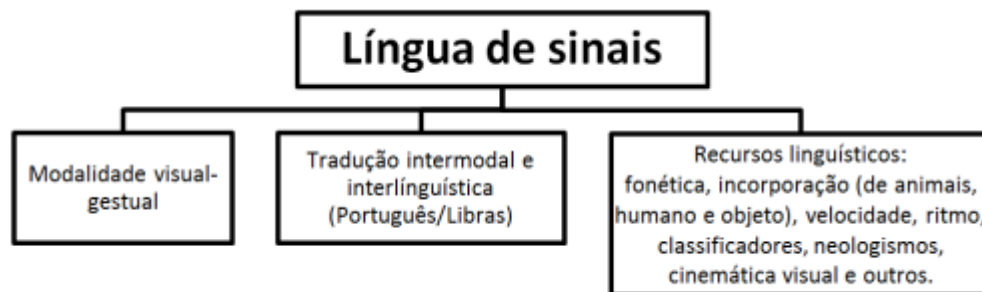 Língua de sinais
Modalidade visual-
gestual
Tradução intermodal e
interlínguística
(Português/Libras)
Recursos linguísticos:
fonética, incorporação (de animais,
humano e objeto), velocidade, ritmo,
classificadores, neologismos,
cinemática visual e outros.